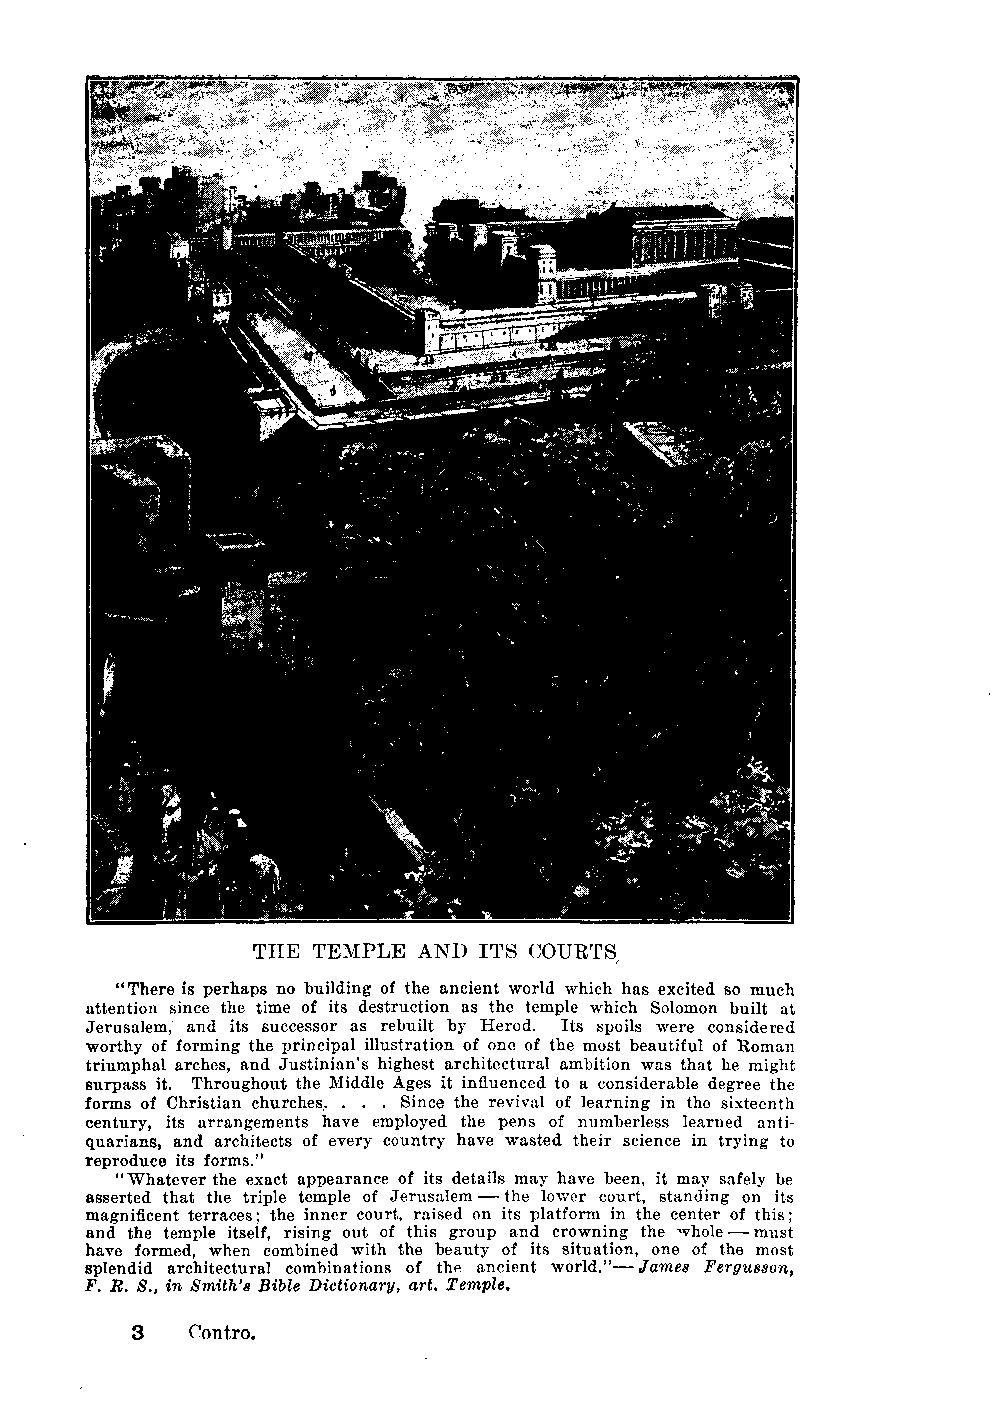 THE TEMPLE AND ITS COURTS
"There is perhaps no building of the ancient world which has excited so much
attention since the time of its destruction as the temple which Solomon built at
Jerusalem, and its successor as rebuilt by Herod. Its spoils were considered
worthy of forming the principal illustration of one of the most beautiful of Roman
triumphal arches, and Justinian's highest architectural ambition was that he might
surpass it. Throughout the Middle Ages it influenced to a considerable degree the
forms of Christian churches. . . . Since the revival of learning in the sixteenth
century, its arrangements have employed the pens of numberless learned anti-
quarians, and architects of every country have wasted their science in trying to
reproduce its forms."
"Whatever the exact appearance of its details may have been, it may safely be
asserted that the triple temple of Jerusalem — the lower court, standing on its
magnificent terraces; the inner court, raised on its platform in the center of this;
and the temple itself, rising out of this group and crowning the whole — must
have formed, when combined with the beauty of its situation, one of the most
splendid architectural combinations of the ancient world."— James Fergusson,
F. R. S., in Smith's Bible Dictionary, art. Temple.
3 Contro.